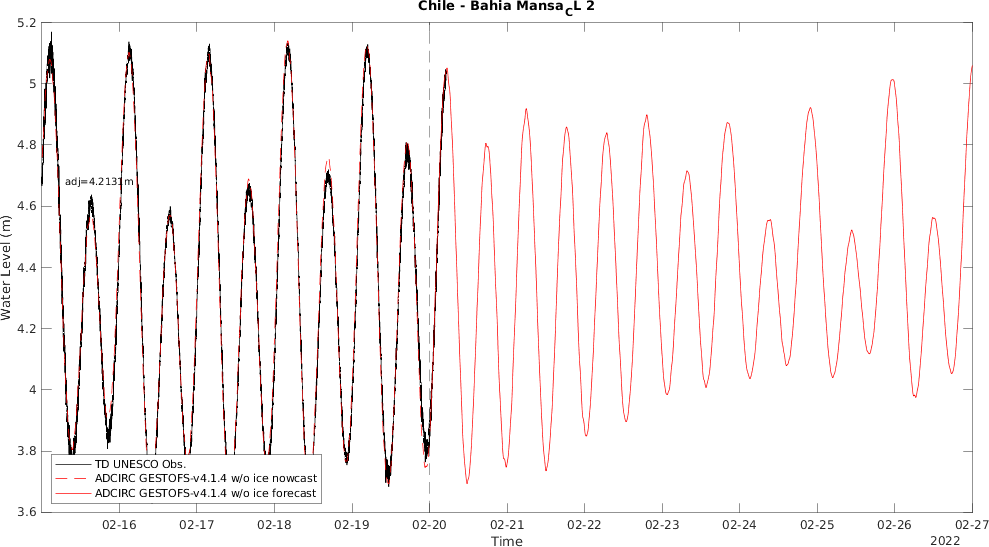 Chile - Bahia MansaCL 2
5.2
5
4.8
4.6
4.4
4.2
4
3.8
3.6
Water Level (m)
adj=4.2131m
TD UNESCO Obs.
ADCIRC GESTOFS-v4.1.4 w/o ice nowcast
ADCIRC GESTOFS-v4.1.4 w/o ice forecast
02-16 02-17 02-18 02-19 02-20 02-21 02-22 02-23 02-24 02-25 02-26 02-27
Time
2022